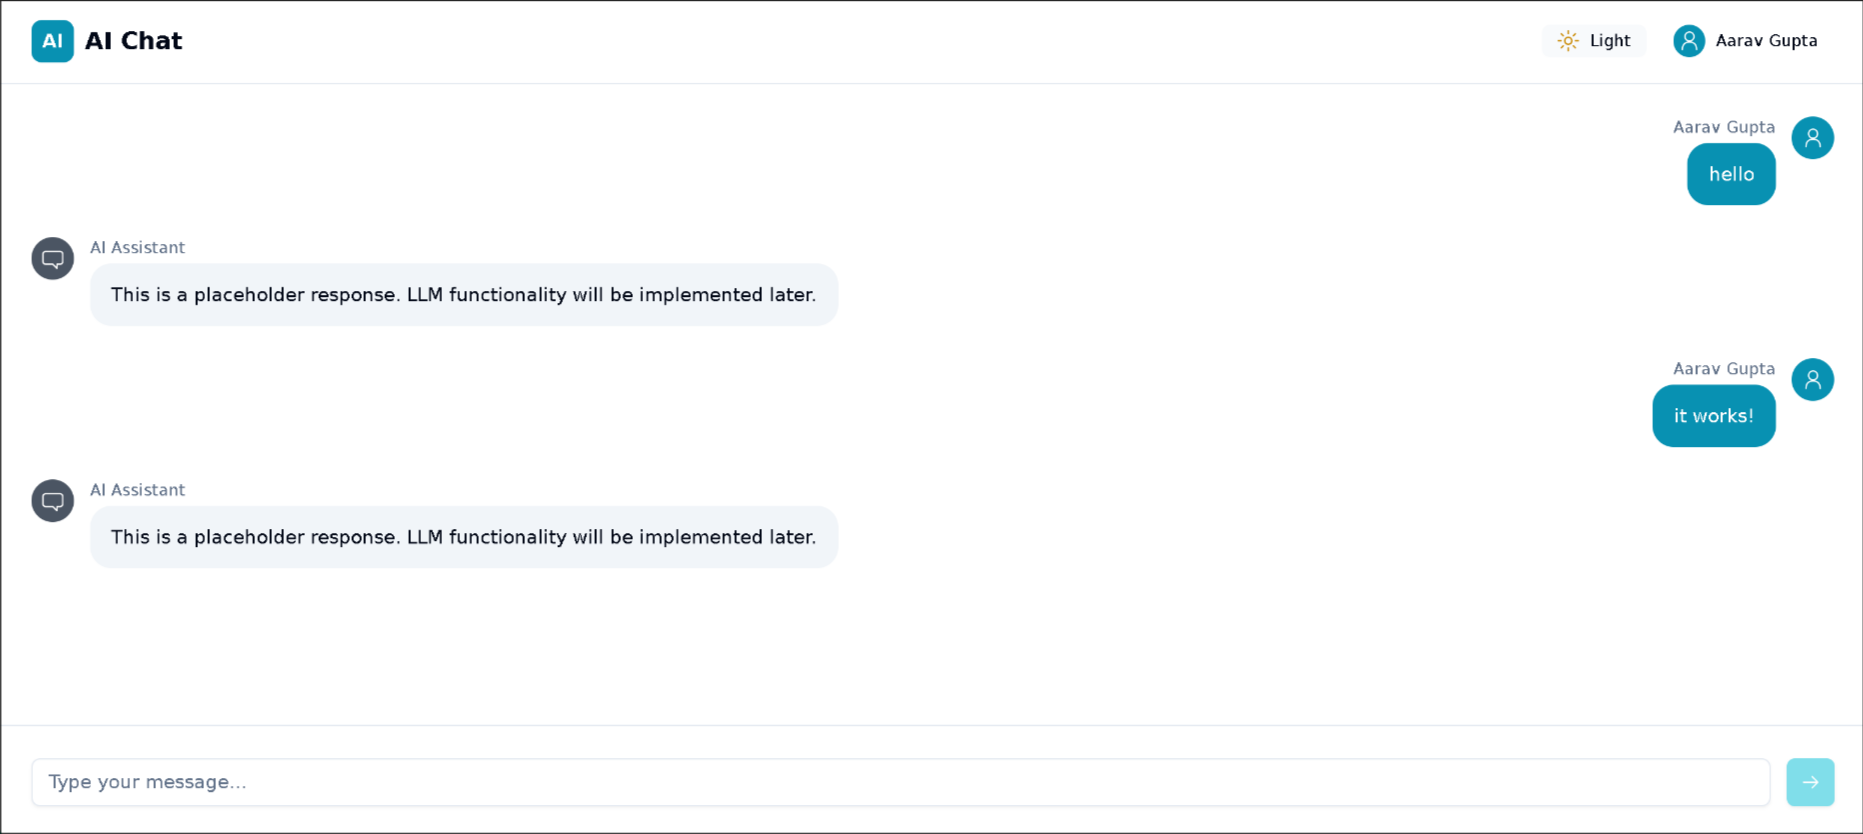 AI AI Chat
Light
Aarav Gupta
Aarav Gupta
hello
AI Assistant
This is a placeholder response. LLM functionality will be implemented later.
Aarav Gupta
it works!
AI Assistant
This is a placeholder response. LLM functionality will be implemented later.
Type your message...